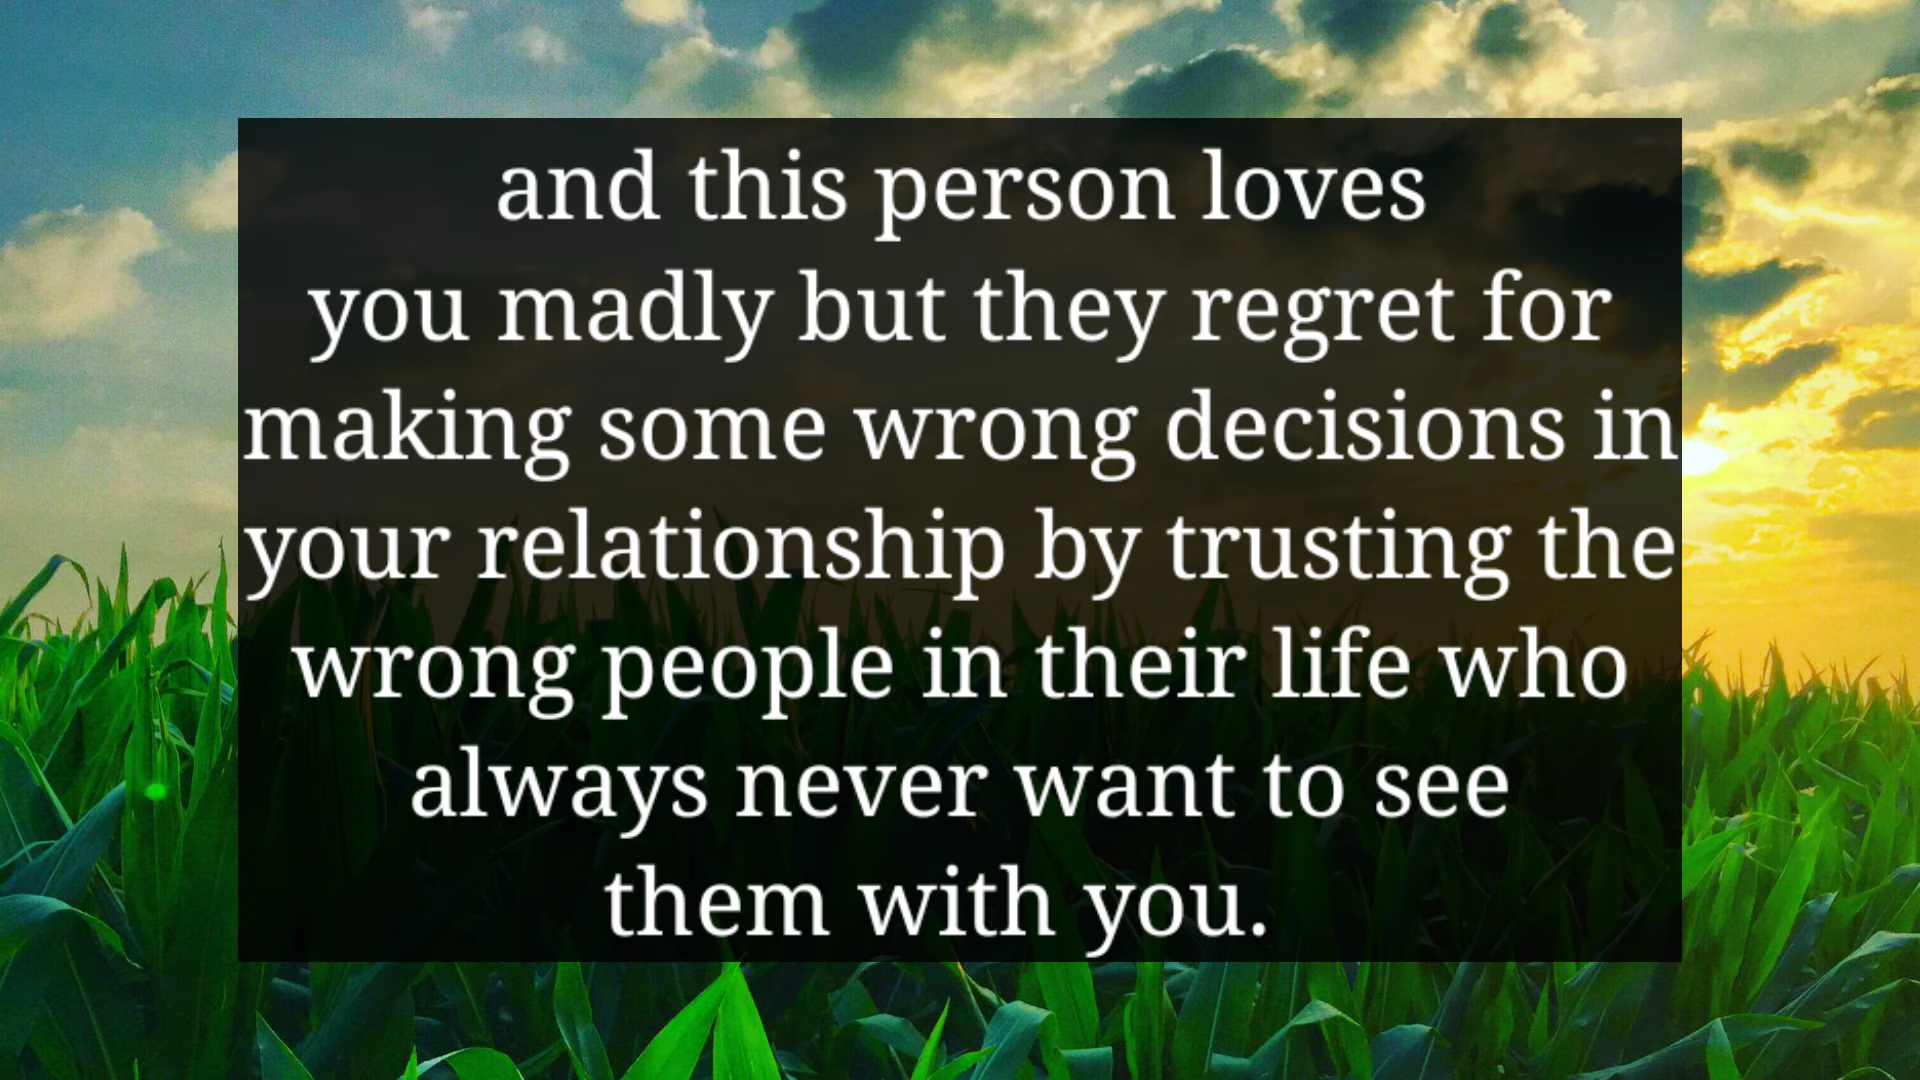 and this person loves
you madly but they regret for
making some wrong decisions in
your relationship by trusting the
wrong people in their life who
always never want to see
them with you.